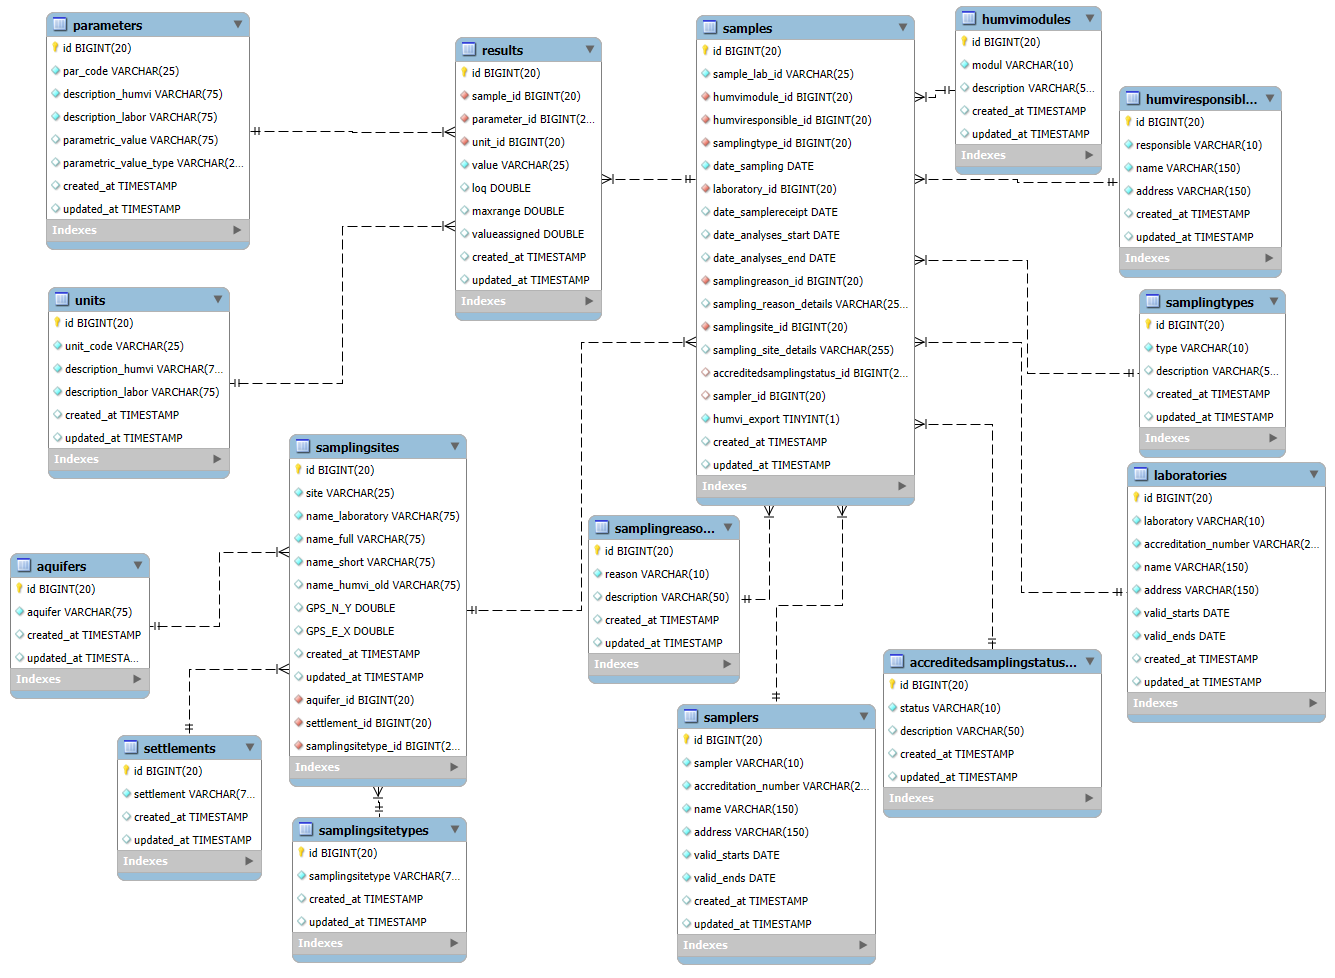 parameters
id BIGINT(20)
par_code VARCHAR(25)
description_humvi VARCHAR(75)
description_labor VARCHAR(75)
parametric_value VARCHAR(75)
parametric_value_type VARCHAR(2...
created_at TIMESTAMP
updated_at TIMESTAMP
Indexes
results
id BIGINT(20)
sample_id BIGINT(20)
parameter_id BIGINT(2...
unit_id BIGINT(20)
value VARCHAR(25)
loq DOUBLE
maxrange DOUBLE
valueassigned DOUBLE
created_at TIMESTAMP
updated_at TIMESTAMP
Indexes
samples
id BIGINT(20)
sample_lab_id VARCHAR(25)
humvimodule_id BIGINT(20)
humviresponsible_id BIGINT(20)
samplingtype_id BIGINT(20)
date_sampling DATE
laboratory_id BIGINT(20)
date_samplereceipt DATE
date_analyses_start DATE
date_analyses_end DATE
samplingreason_id BIGINT(20)
sampling_reason_details VARCHAR(25...
samplingsite_id BIGINT(20)
sampling_site_details VARCHAR(255)
accreditedsamplingstatus_id BIGINT(2...
sampler_id BIGINT(20)
humvi_export TINYINT(1)
created_at TIMESTAMP
updated_at TIMESTAMP
Indexes
humvimodules
id BIGINT(20)
modul VARCHAR(10)
description VARCHAR(5...
created_at TIMESTAMP
updated_at TIMESTAMP
Indexes
humviresponsibl...
id BIGINT(20)
responsible VARCHAR(10)
name VARCHAR(150)
address VARCHAR(150)
created_at TIMESTAMP
updated_at TIMESTAMP
Indexes
units
id BIGINT(20)
unit_code VARCHAR(25)
description_humvi VARCHAR(7...
description_labor VARCHAR(75)
created_at TIMESTAMP
updated_at TIMESTAMP
Indexes
samplingtypes
id BIGINT(20)
type VARCHAR(10)
description VARCHAR(5...
created_at TIMESTAMP
updated_at TIMESTAMP
Indexes
samplingsites
id BIGINT(20)
site VARCHAR(25)
name_laboratory VARCHAR(75)
name_full VARCHAR(75)
name_short VARCHAR(75)
name_humvi_old VARCHAR(75)
GPS_N_Y DOUBLE
GPS_E_X DOUBLE
created_at TIMESTAMP
updated_at TIMESTAMP
aquifer_id BIGINT(20)
settlement_id BIGINT(20)
samplingsitetype_id BIGINT(2...
Indexes
laboratories
id BIGINT(20)
laboratory VARCHAR(10)
accreditation_number VARCHAR(2...
name VARCHAR(150)
address VARCHAR(150)
valid_starts DATE
valid_ends DATE
created_at TIMESTAMP
updated_at TIMESTAMP
Indexes
samplingreaso...
id BIGINT(20)
reason VARCHAR(10)
description VARCHAR(50)
created_at TIMESTAMP
updated_at TIMESTAMP
Indexes
aquifers
id BIGINT(20)
aquifer VARCHAR(75)
created_at TIMESTAMP
updated_at TIMESTA...
Indexes
accreditedsamplingstatus...
id BIGINT(20)
status VARCHAR(10)
description VARCHAR(50)
created_at TIMESTAMP
updated_at TIMESTAMP
Indexes
samplers
id BIGINT(20)
sampler VARCHAR(10)
accreditation_number VARCHAR(2...
name VARCHAR(150)
address VARCHAR(150)
valid_starts DATE
valid_ends DATE
created_at TIMESTAMP
updated_at TIMESTAMP
Indexes
settlements
id BIGINT(20)
settlement VARCHAR(7...
created_at TIMESTAMP
updated_at TIMESTAMP
Indexes
samplingsitetypes
id BIGINT(20)
samplingsitetype VARCHAR(7...
created_at TIMESTAMP
updated_at TIMESTAMP
Indexes